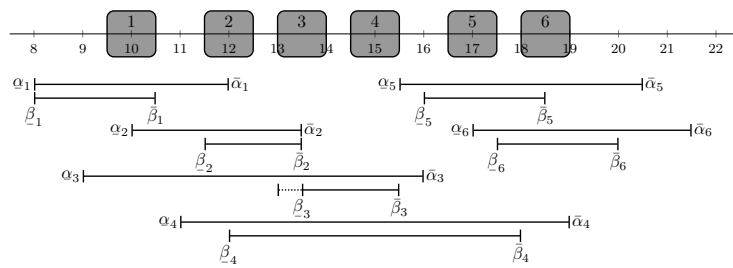 1 2 3 4 5 6
8 9 10 11 12 13 14 15 16 17 18 19 20 21 22
α̲₁ ᾱ₁ α̲₅ ᾱ₅
β̲₁ β̄₁ β̲₅ β̄₅
α̲₂ ᾱ₂ α̲₆ ᾱ₆
β̲₂ β̄₂ β̲₆ β̄₆
α̲₃ ᾱ₃
β̲₃ β̄₃
α̲₄ ᾱ₄
β̲₄ β̄₄